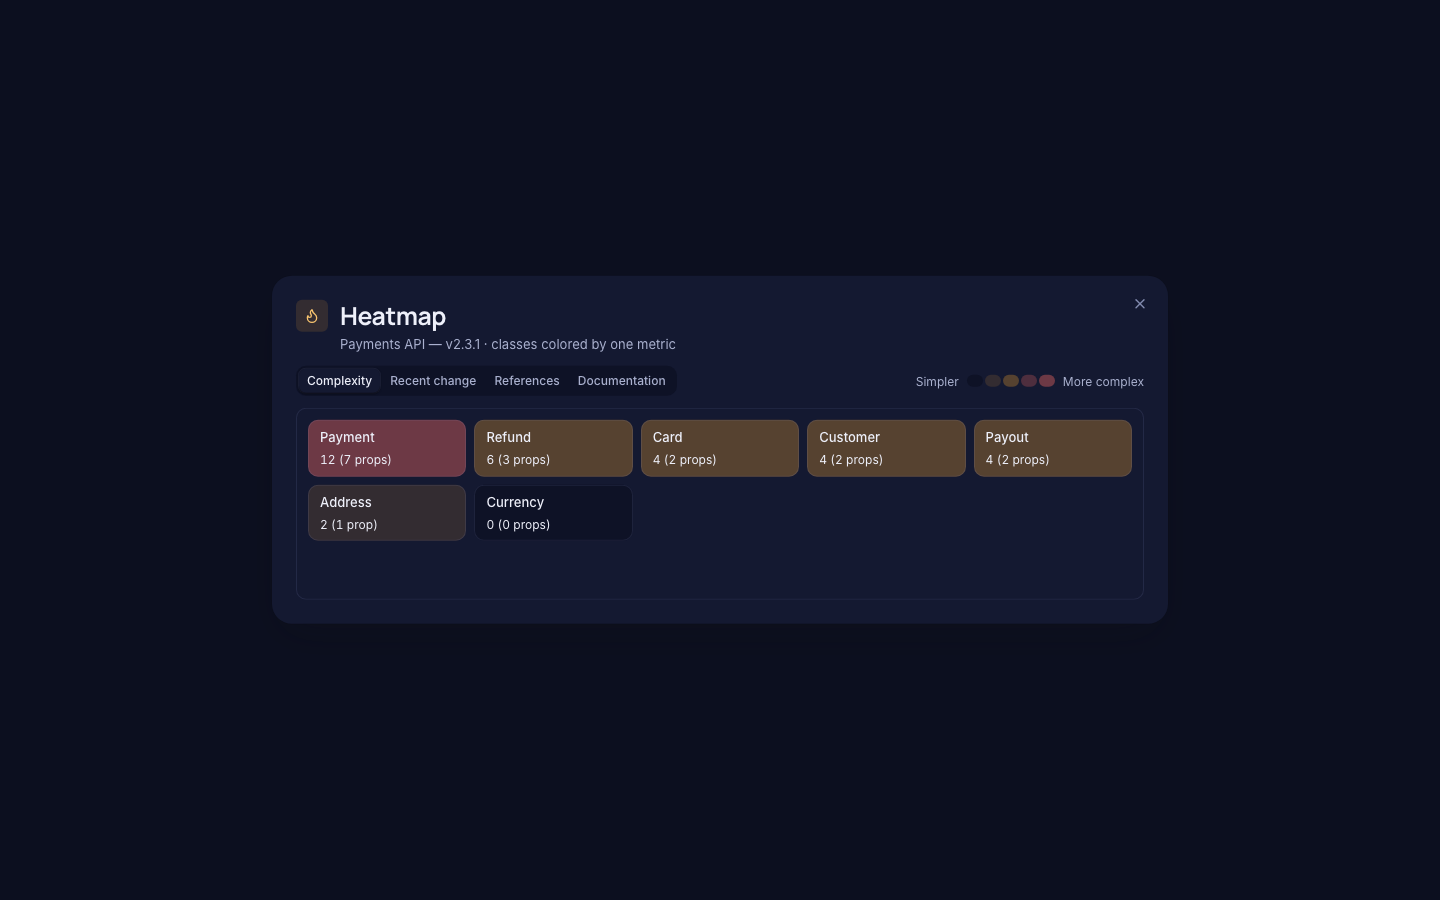 Heatmap
Payments API — v2.3.1 · classes colored by one metric
Complexity Recent change References Documentation Simpler More complex
Payment Refund Card Customer Payout
12 (7 props) 6 (3 props) 4 (2 props) 4 (2 props) 4 (2 props)
Address Currency
2 (1 prop) 0 (0 props)